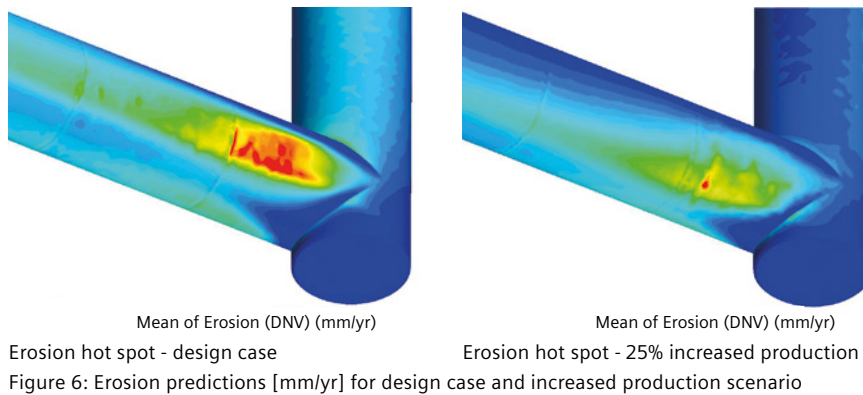 Mean of Erosion (DNV) (mm/yr)
Mean of Erosion (DNV) (mm/yr)
Erosion hot spot - design case
Erosion hot spot - 25% increased production
Figure 6: Erosion predictions [mm/yr] for design case and increased production scenario